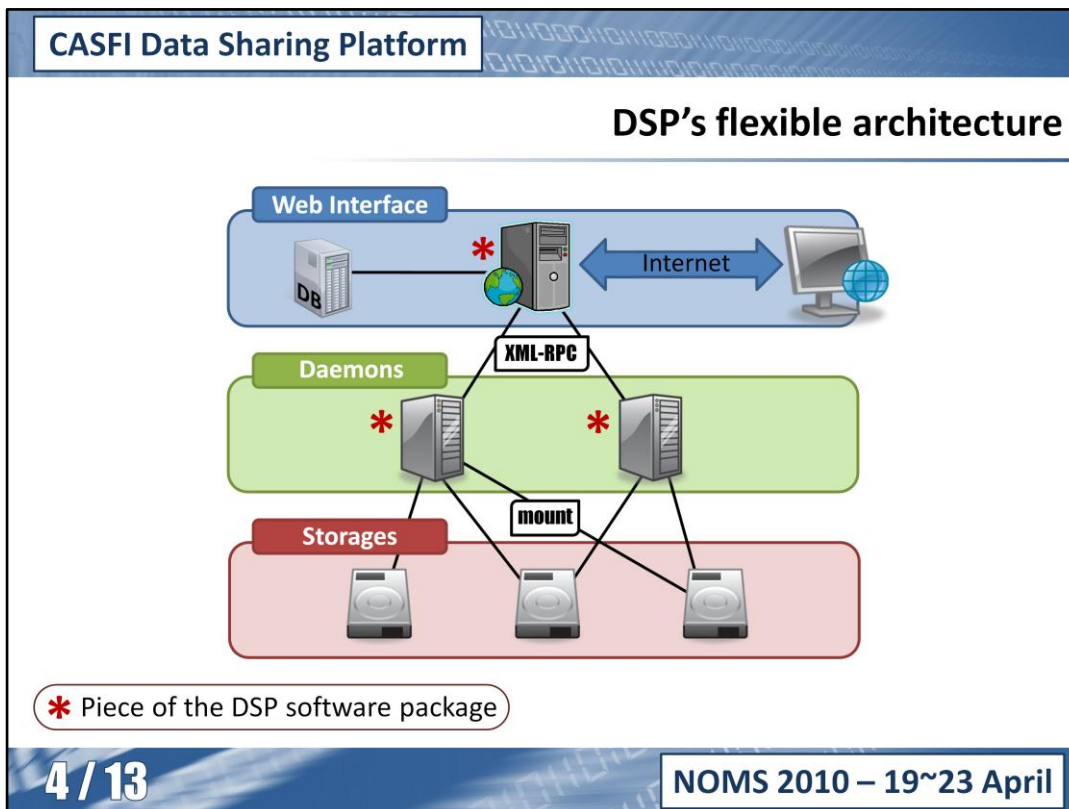 CASFI Data Sharing Platform
DSP’s flexible architecture
Web Interface
DB
*
Internet
XML-RPC
Daemons
*
*
mount
Storages
* Piece of the DSP software package
4 / 13
NOMS 2010 – 19~23 April